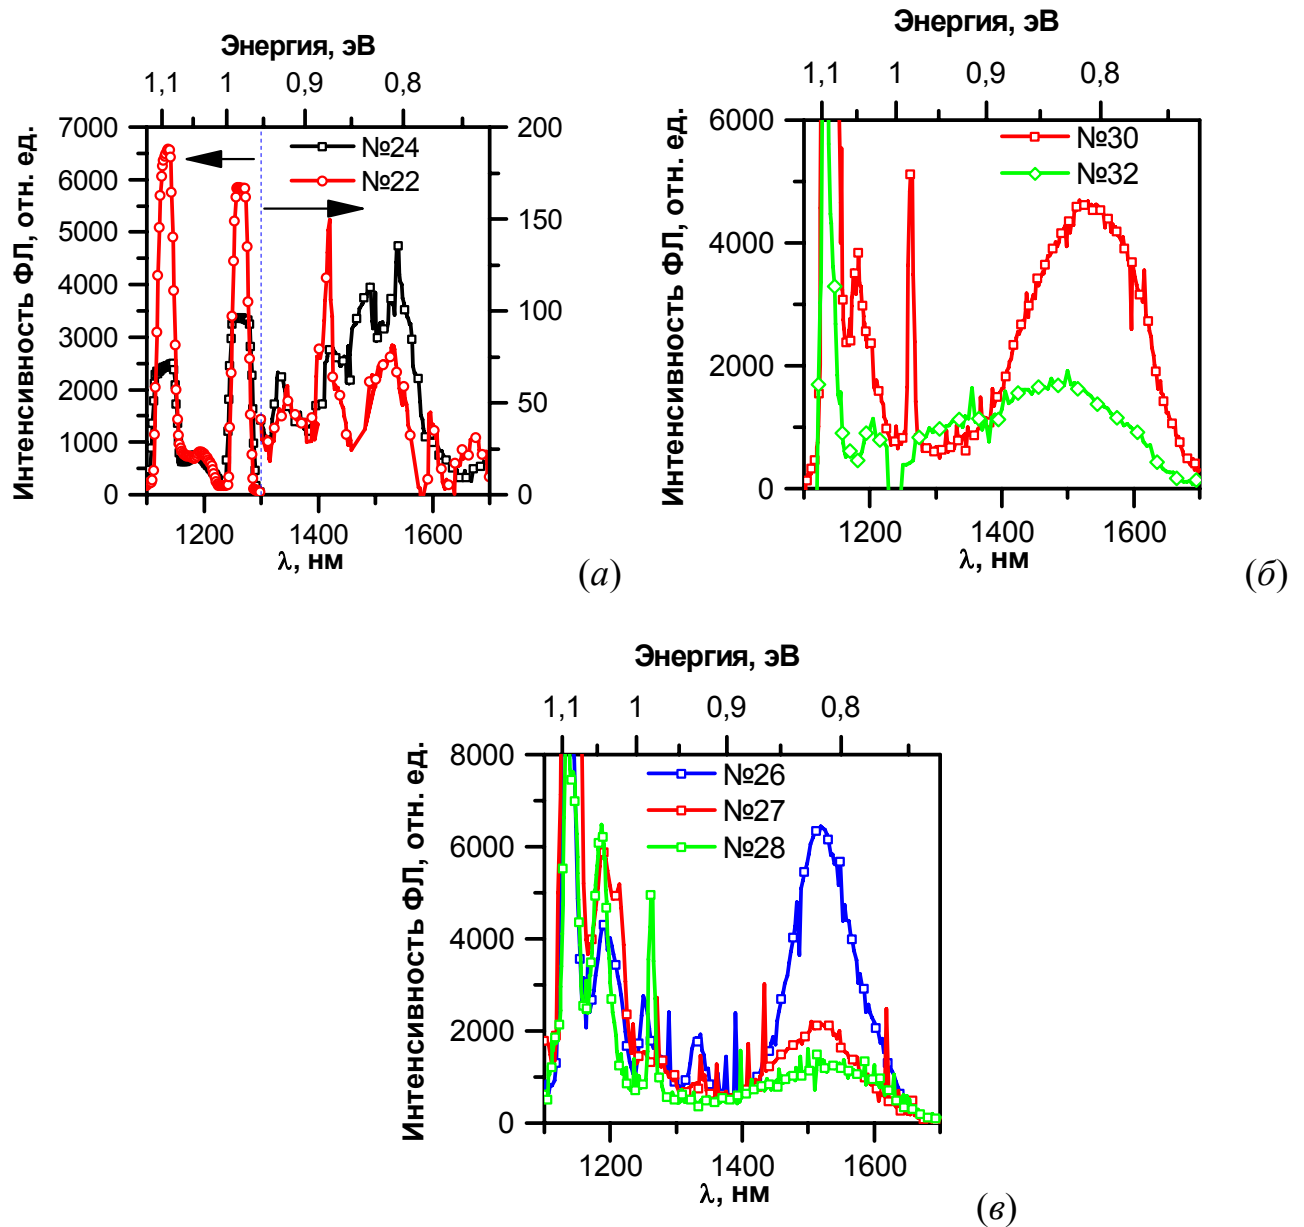 Энергия, эВ
1,1 1 0,9 0,8
Интенсивность ФЛ, отн. ед.
7000
6000
5000
4000
3000
2000
1000
0
200
150
100
50
0
№24
№22
1200 1400 1600
λ, нм
(а)
Энергия, эВ
1,1 1 0,9 0,8
Интенсивность ФЛ, отн. ед.
6000
4000
2000
0
№30
№32
1200 1400 1600
λ, нм
(б)
Энергия, эВ
1,1 1 0,9 0,8
Интенсивность ФЛ, отн. ед.
8000
6000
4000
2000
0
№26
№27
№28
1200 1400 1600
λ, нм
(в)